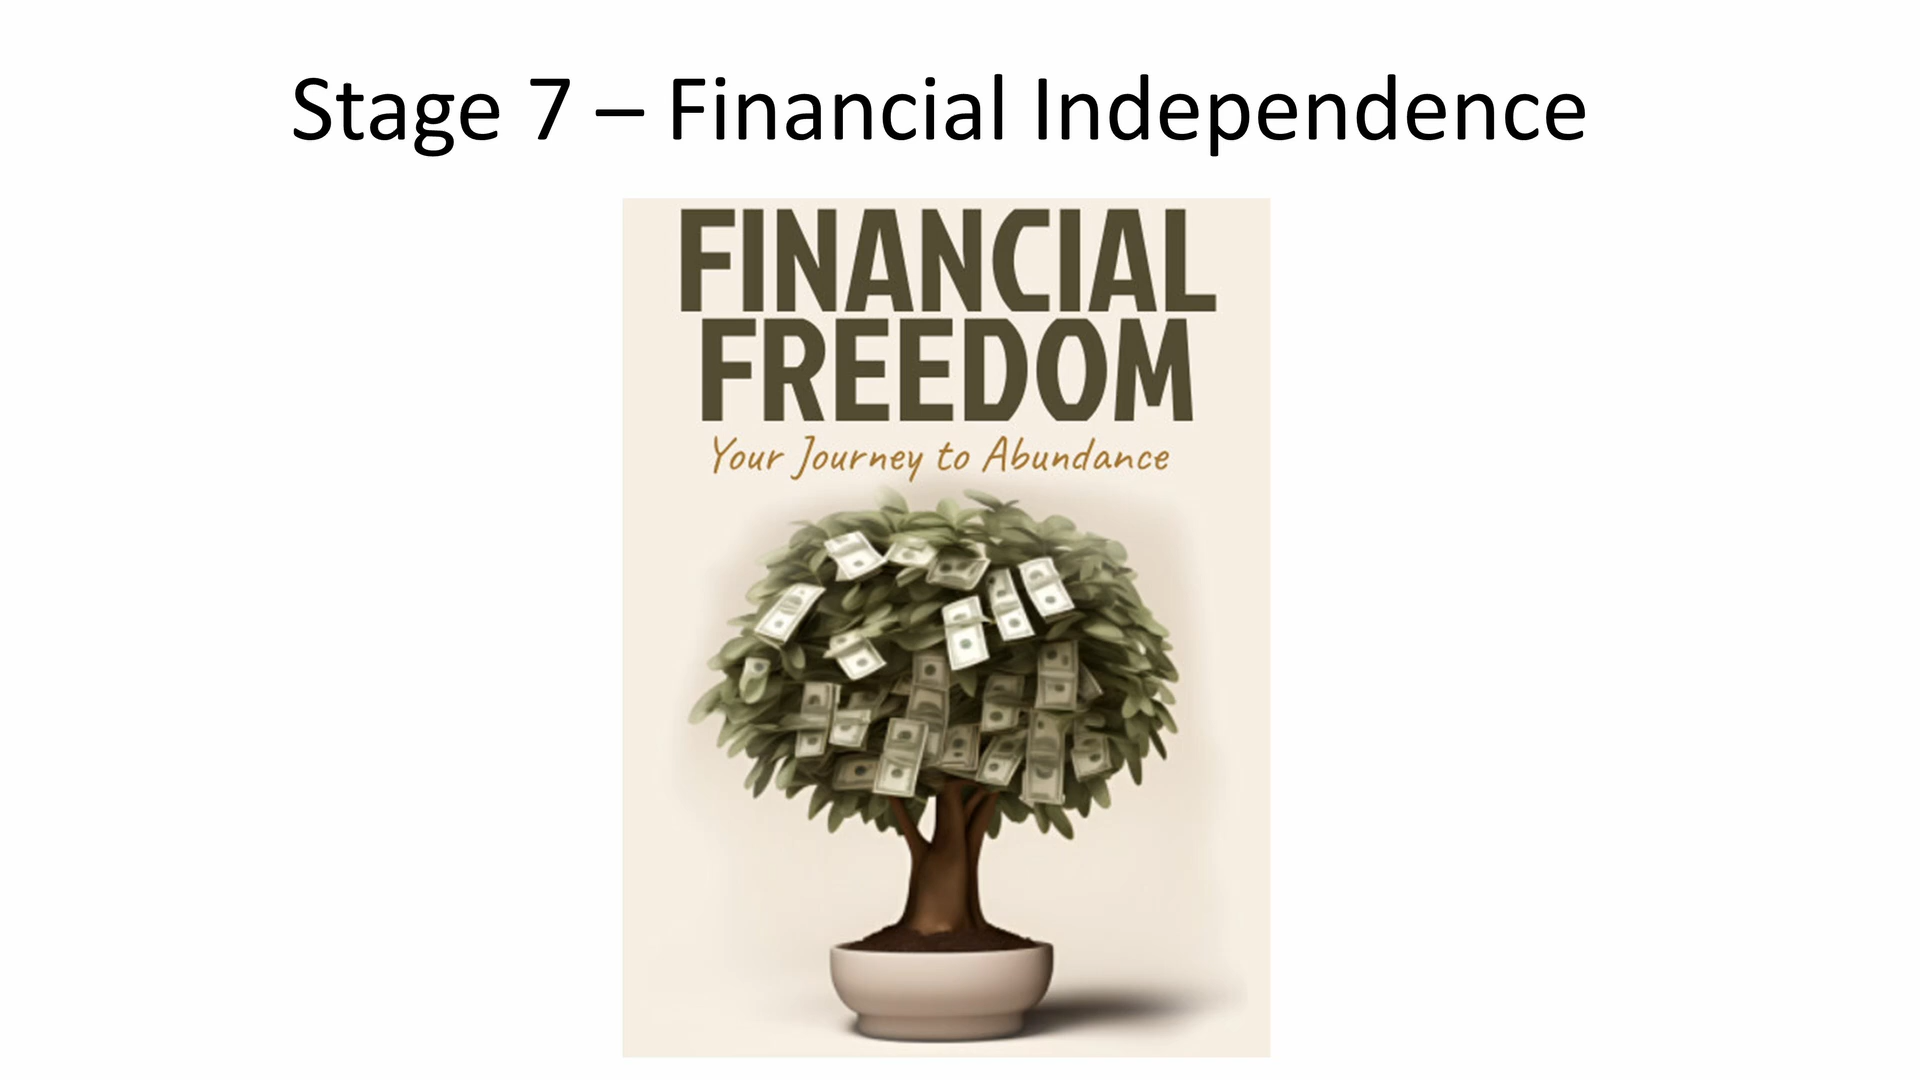 Stage 7 – Financial Independence
FINANCIAL
FREEDOM
Your Journey to Abundance